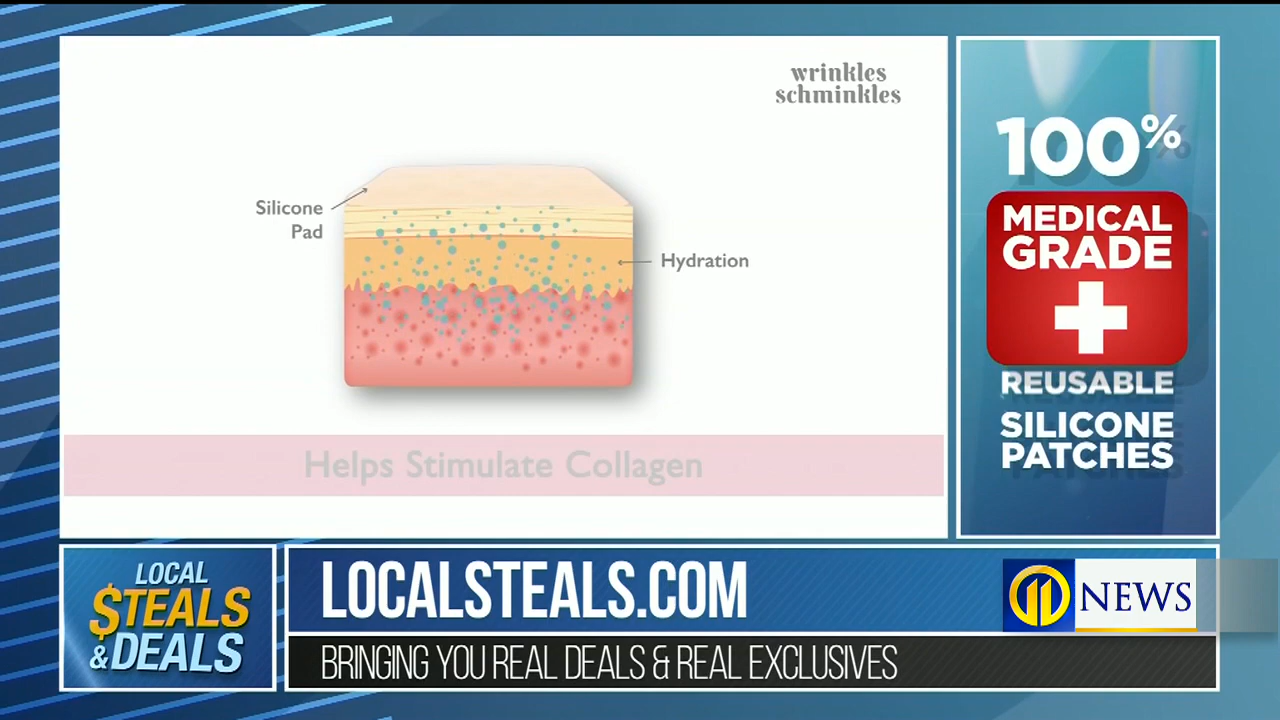 wrinkles
schminkles
Silicone
Pad
Hydration
Helps Stimulate Collagen
100%
MEDICAL
GRADE
REUSABLE
SILICONE
PATCHES
LOCAL
$TEALS
&DEALS
LOCALSTEALS.COM
BRINGING YOU REAL DEALS & REAL EXCLUSIVES
11 NEWS